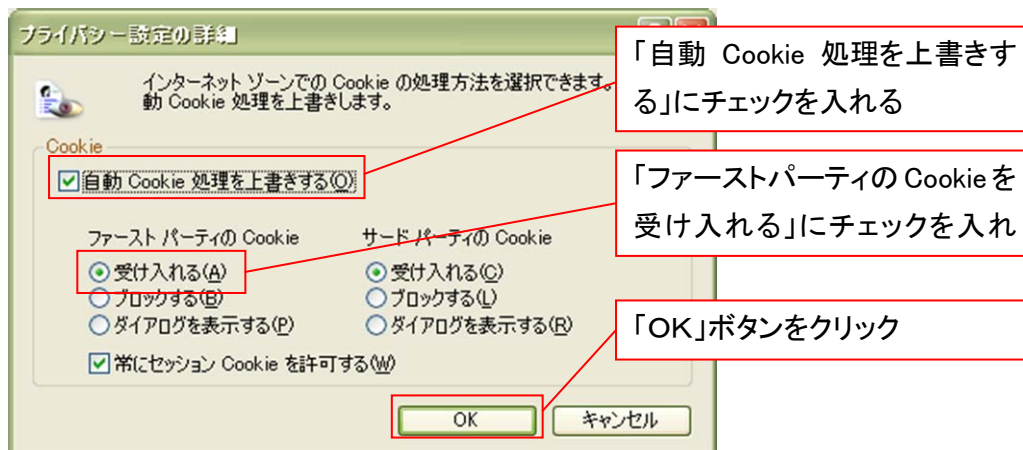 プライバシー設定の詳細
インターネット ゾーンでの Cookie の処理方法を選択できます。
動 Cookie 処理を上書きします。
Cookie
自動 Cookie 処理を上書きする(O)
ファースト パーティの Cookie
サード パーティの Cookie
受け入れる(A)
受け入れる(C)
ブロックする(B)
ブロックする(L)
ダイアログを表示する(P)
ダイアログを表示する(R)
常にセッション Cookie を許可する(W)
OK
キャンセル
「自動 Cookie 処理を上書きす
る」にチェックを入れる
「ファーストパーティの Cookie を
受け入れる」にチェックを入れ
「OK」ボタンをクリック